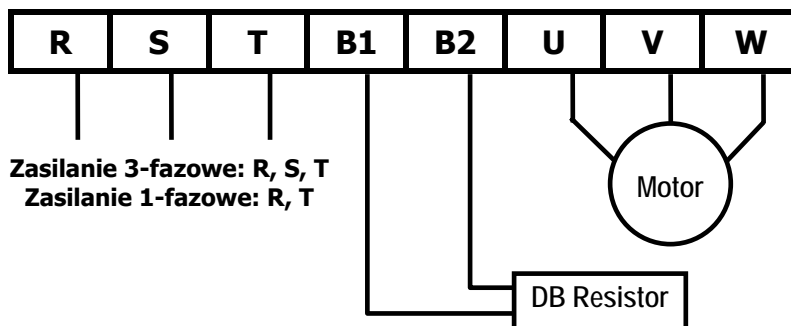 R S T B1 B2 U V W
Zasilanie 3-fazowe: R, S, T
Zasilanie 1-fazowe: R, T
Motor
DB Resistor